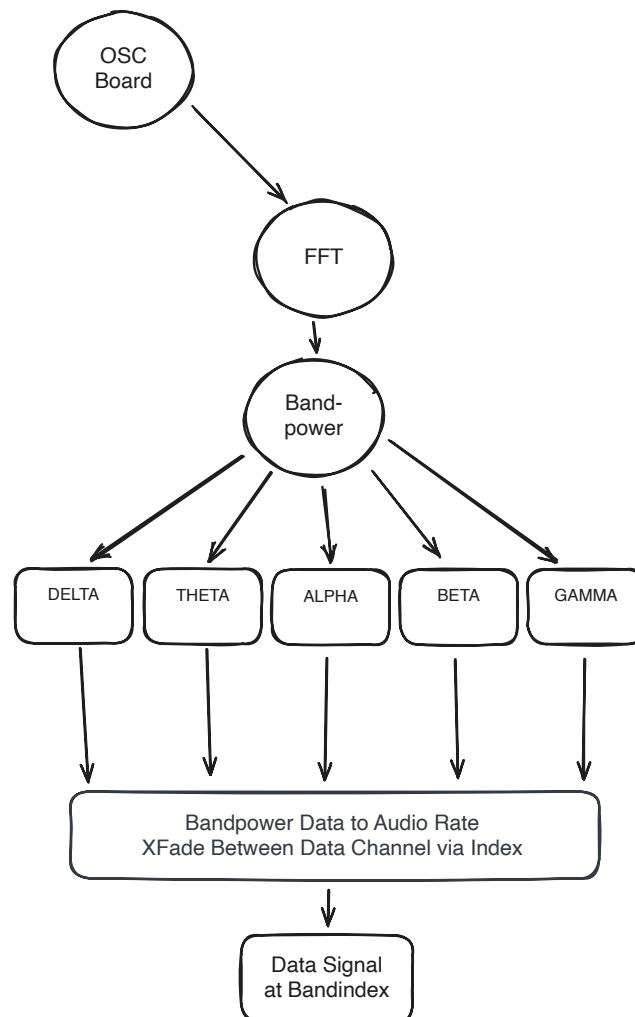 OSC
Board
FFT
Band-
power
DELTA
THETA
ALPHA
BETA
GAMMA
Bandpower Data to Audio Rate
XFade Between Data Channel via Index
Data Signal
at Bandindex